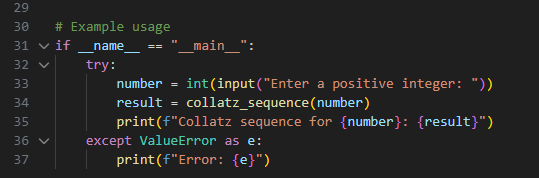 29
30 # Example usage
31 if __name__ == "__main__":
32     try:
33         number = int(input("Enter a positive integer: "))
34         result = collatz_sequence(number)
35         print(f"Collatz sequence for {number}: {result}")
36     except ValueError as e:
37         print(f"Error: {e}")